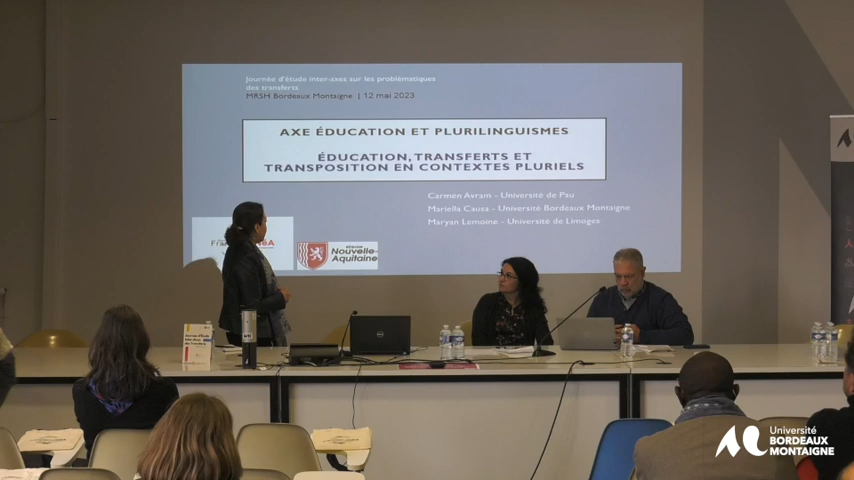 Journée d'étude inter-axes sur les problématiques
des transferts
MRSH Bordeaux Montaigne | 12 mai 2023
AXE ÉDUCATION ET PLURILINGUISMES
ÉDUCATION, TRANSFERTS ET
TRANSPOSITION EN CONTEXTES PLURIELS
Carmen Avram - Université de Pau
Mariella Causa - Université Bordeaux Montaigne
Maryan Lemoine - Université de Limoges
RÉGION
Nouvelle
Aquitaine
DELL
Université
BORDEAUX
MONTAIGNE